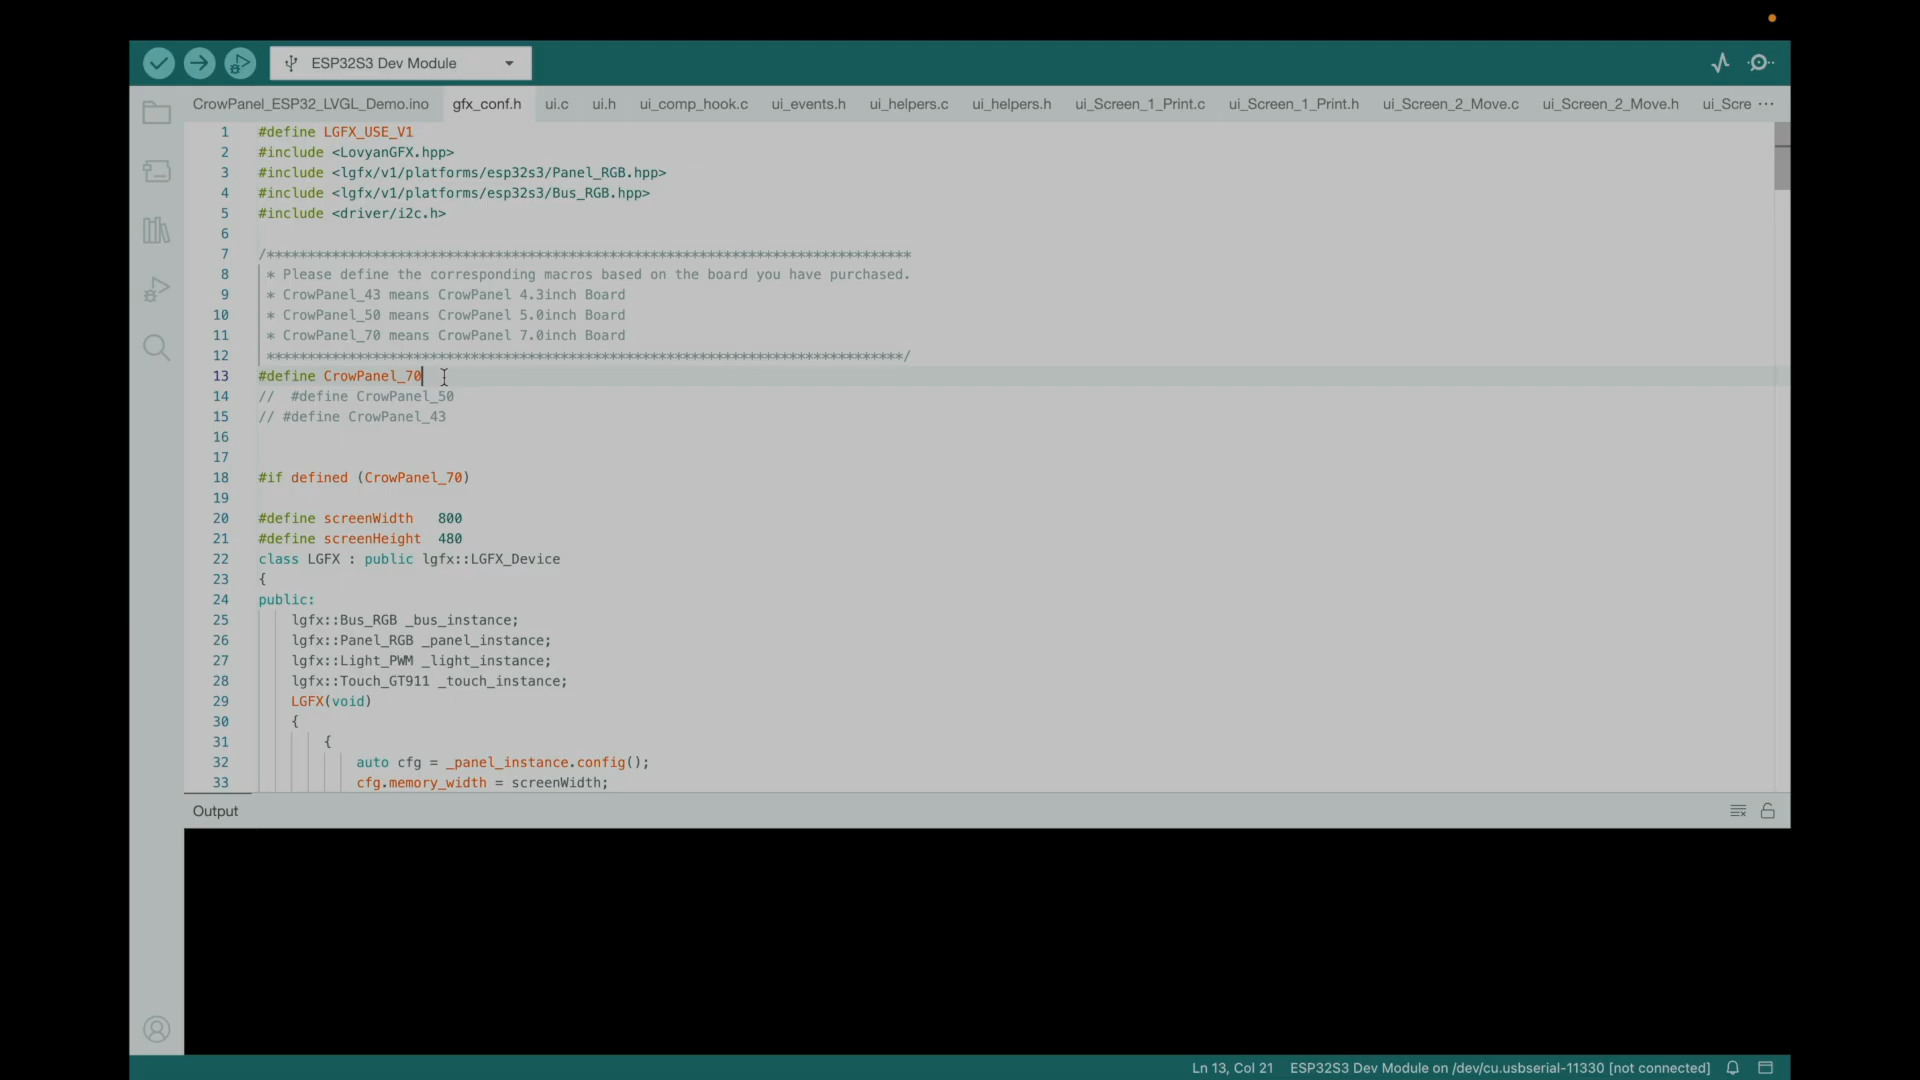 ESP32S3 Dev Module
CrowPanel_ESP32_LVGL_Demo.ino gfx_conf.h ui.c ui.h ui_comp_hook.c ui_events.h ui_helpers.c ui_helpers.h ui_Screen_1_Print.c ui_Screen_1_Print.h ui_Screen_2_Move.c ui_Screen_2_Move.h ui_Scre ···
1 #define LGFX_USE_V1
2 #include <LovyanGFX.hpp>
3 #include <lgfx/v1/platforms/esp32s3/Panel_RGB.hpp>
4 #include <lgfx/v1/platforms/esp32s3/Bus_RGB.hpp>
5 #include <driver/i2c.h>
6
7 /*******************************************************************************
8 * Please define the corresponding macros based on the board you have purchased.
9 * CrowPanel_43 means CrowPanel 4.3inch Board
10 * CrowPanel_50 means CrowPanel 5.0inch Board
11 * CrowPanel_70 means CrowPanel 7.0inch Board
12 ******************************************************************************/
13 #define CrowPanel_70
14 //  #define CrowPanel_50
15 // #define CrowPanel_43
16
17
18 #if defined (CrowPanel_70)
19
20 #define screenWidth   800
21 #define screenHeight  480
22 class LGFX : public lgfx::LGFX_Device
23 {
24 public:
25     lgfx::Bus_RGB _bus_instance;
26     lgfx::Panel_RGB _panel_instance;
27     lgfx::Light_PWM _light_instance;
28     lgfx::Touch_GT911 _touch_instance;
29     LGFX(void)
30     {
31         {
32             auto cfg = _panel_instance.config();
33             cfg.memory_width = screenWidth;
Output
Ln 13, Col 21 ESP32S3 Dev Module on /dev/cu.usbserial-11330 [not connected]